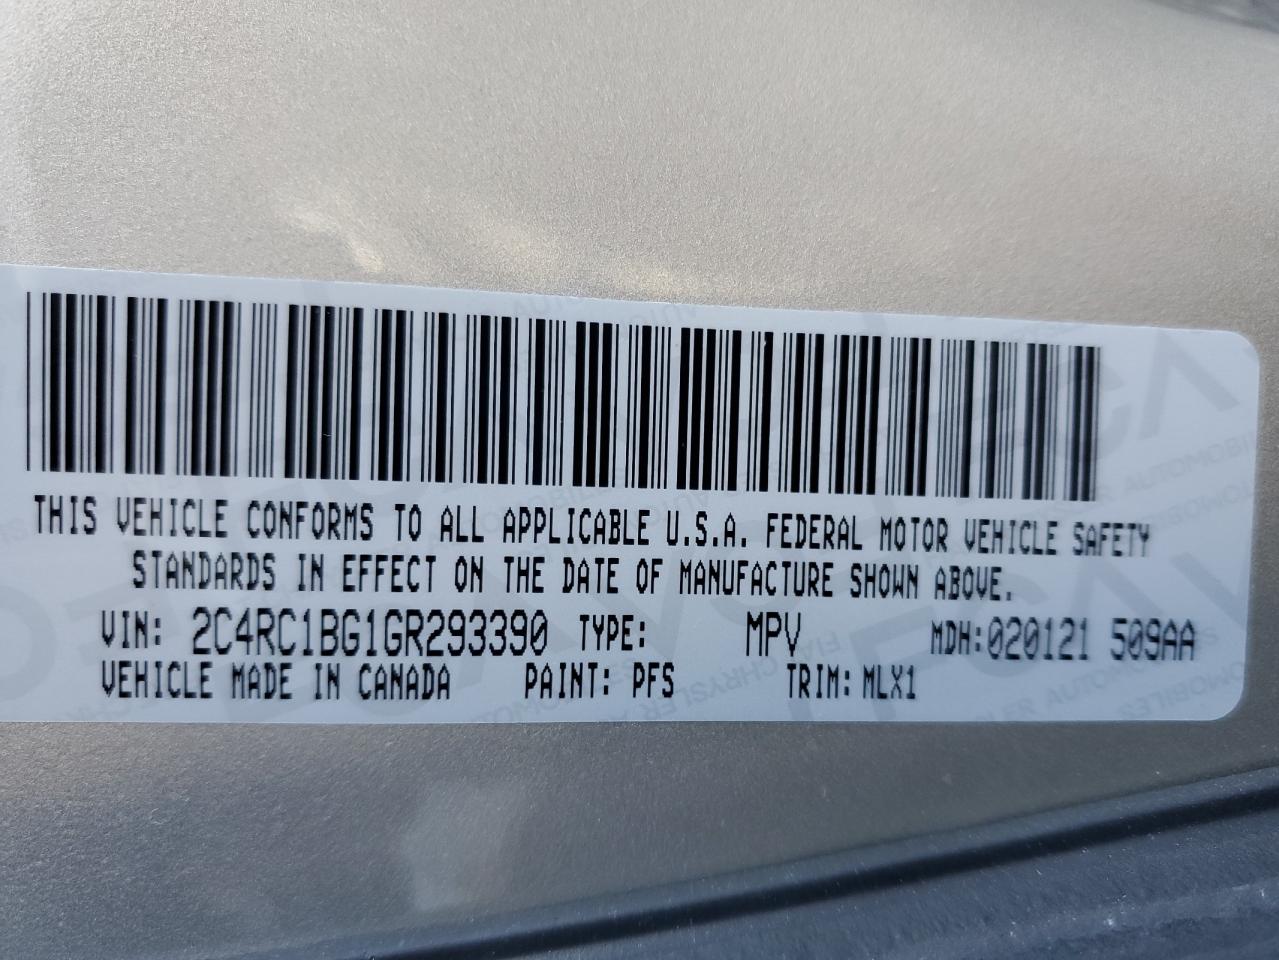 THIS VEHICLE CONFORMS TO ALL APPLICABLE U.S.A. FEDERAL MOTOR VEHICLE SAFETY
STANDARDS IN EFFECT ON THE DATE OF MANUFACTURE SHOWN ABOVE.
VIN: 2C4RC1BG1GR293390 TYPE: MPV MDH:020121 509AA
VEHICLE MADE IN CANADA PAINT: PFS TRIM: MLX1